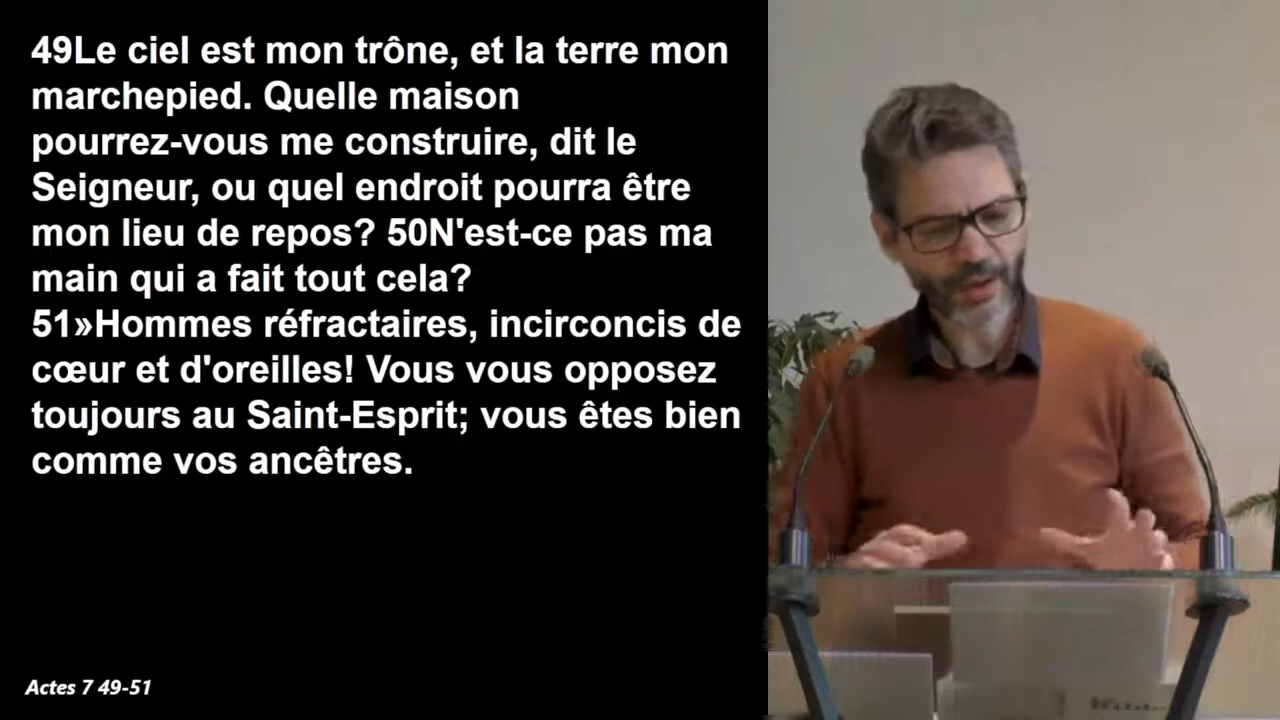 49Le ciel est mon trône, et la terre mon
marchepied. Quelle maison
pourrez-vous me construire, dit le
Seigneur, ou quel endroit pourra être
mon lieu de repos? 50N'est-ce pas ma
main qui a fait tout cela?
51»Hommes réfractaires, incirconcis de
cœur et d'oreilles! Vous vous opposez
toujours au Saint-Esprit; vous êtes bien
comme vos ancêtres.
Actes 7 49-51